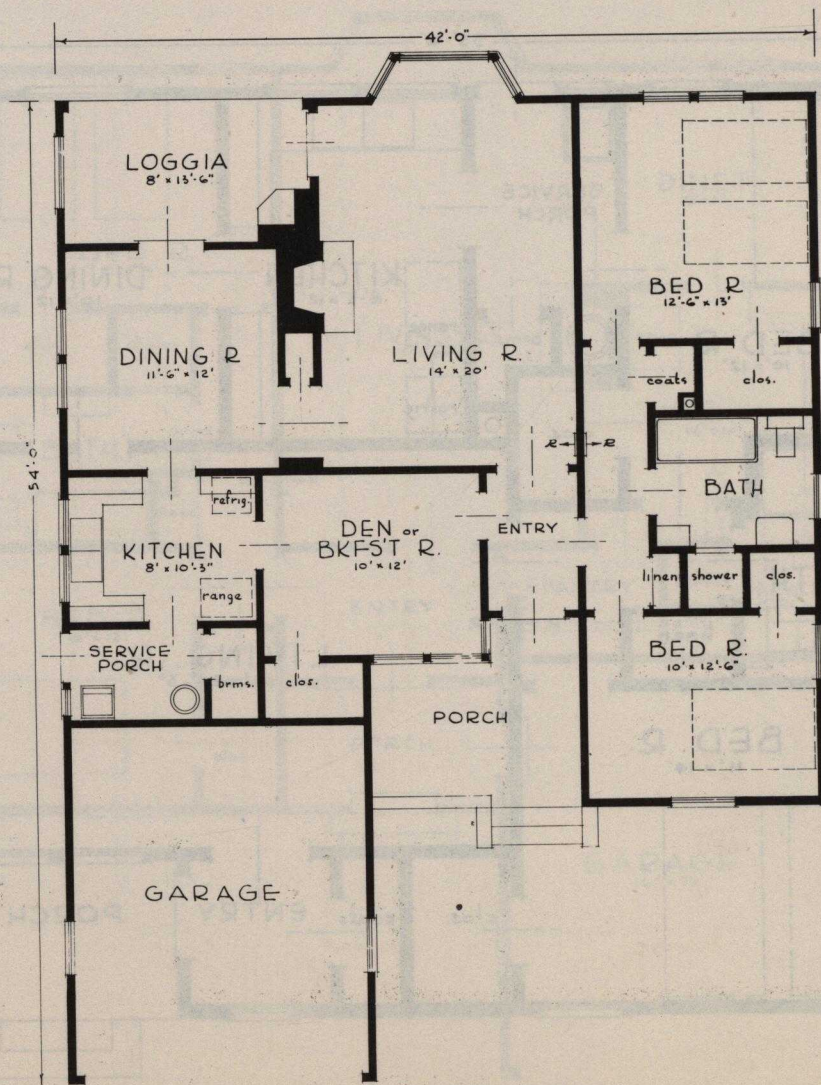 42'-0"
LOGGIA
8' x 13'-6"
BED R
12'-6" x 13'
DINING R
11'-6" x 12'
LIVING R.
14' x 20'
coats
clos.
54'-0"
BATH
refrig.
KITCHEN
8' x 10'-3"
range
DEN or
BKFS'T R.
10' x 12'
ENTRY
linen
shower
clos.
SERVICE
PORCH
brms.
clos.
BED R.
10' x 12'-6"
PORCH
GARAGE